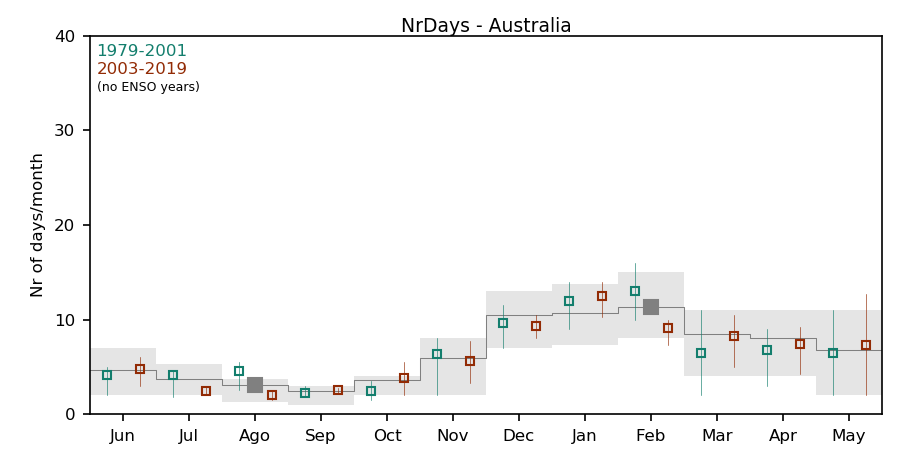 NrDays - Australia
1979-2001
2003-2019
(no ENSO years)
Nr of days/month
40
30
20
10
0
Jun Jul Ago Sep Oct Nov Dec Jan Feb Mar Apr May